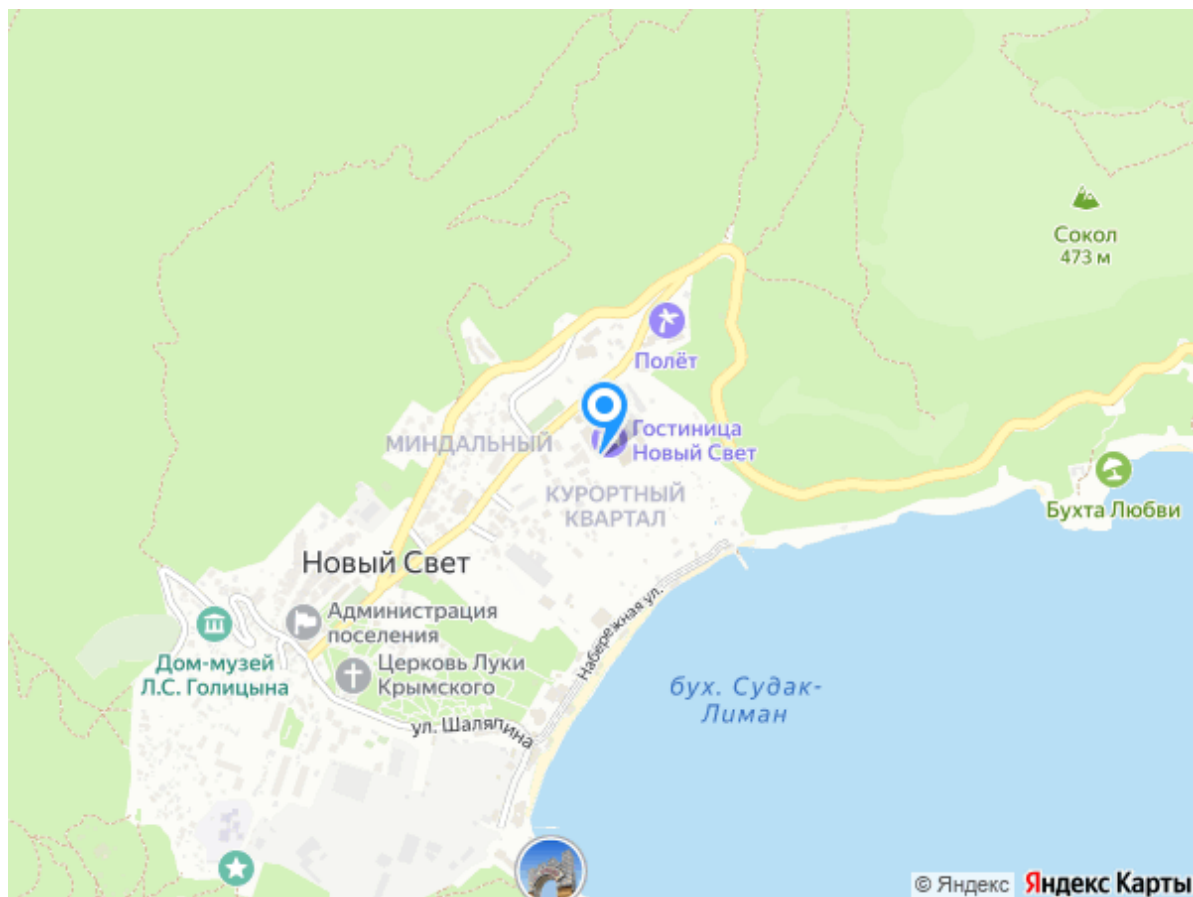 Сокол
473 м
Полёт
МИНДАЛЬНЫЙ
Гостиница
Новый Свет
КУРОРТНЫЙ
КВАРТАЛ
Бухта Любви
Новый Свет
Администрация
поселения
Дом-музей
Л.С. Голицына
Церковь Луки
Крымского
Набережная ул.
ул. Шаляпина
бух. Судак-
Лиман
© Яндекс Яндекс Карты